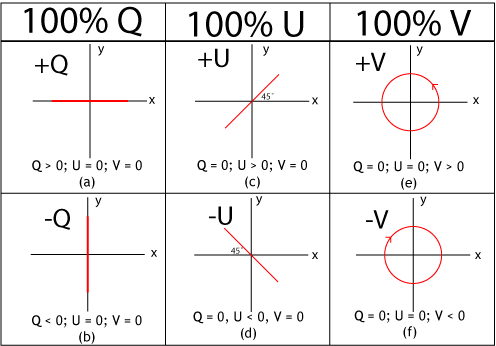 100% Q
100% U
100% V
+Q
y
x
Q > 0; U = 0; V = 0
(a)
+U
y
45°
x
Q = 0; U > 0; V = 0
(c)
+V
y
x
Q = 0; U = 0; V > 0
(e)
-Q
y
x
Q < 0; U = 0; V = 0
(b)
-U
y
45°
x
Q = 0, U < 0, V = 0
(d)
-V
y
x
Q = 0; U = 0; V < 0
(f)